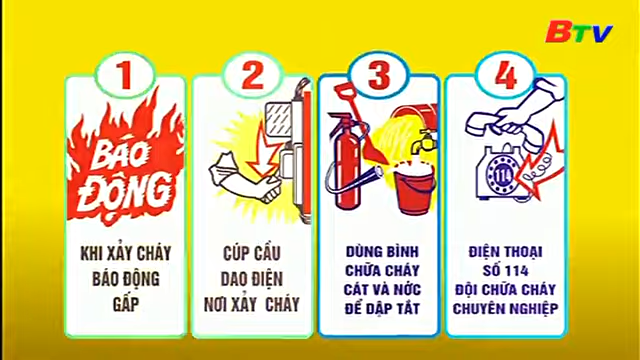 BTV
1
BÁO
ĐỘNG
KHI XẢY CHÁY
BÁO ĐỘNG
GẤP
2
CÚP CẦU
DAO ĐIỆN
NƠI XẢY CHÁY
3
DÙNG BÌNH
CHỮA CHÁY
CÁT VÀ NỚC
ĐỂ DẬP TẮT
4
114
ĐIỆN THOẠI
SỐ 114
ĐỘI CHỮA CHÁY
CHUYÊN NGHIỆP